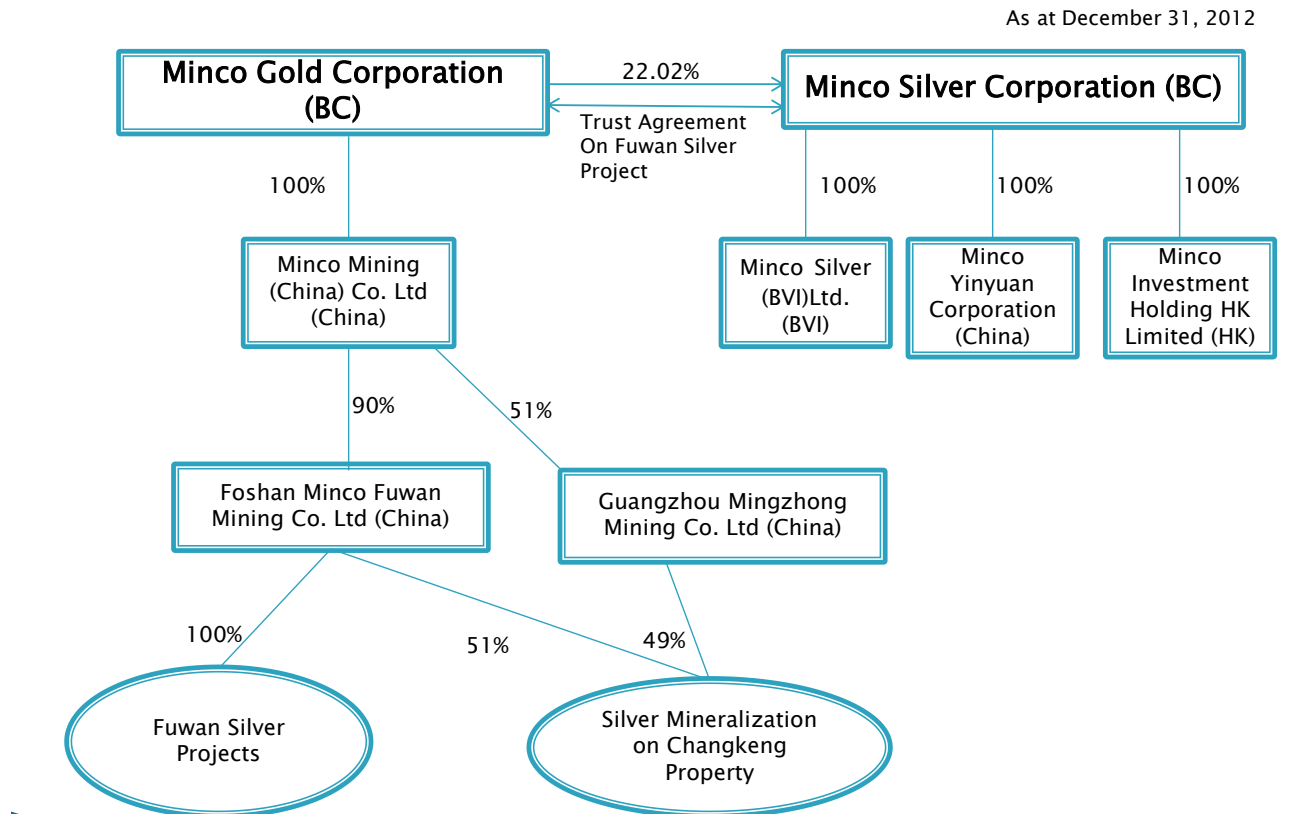 As at December 31, 2012
Minco Gold Corporation
(BC)
22.02%
Minco Silver Corporation (BC)
Trust Agreement
On Fuwan Silver
Project
100%
100%
100%
100%
Minco Mining
(China) Co. Ltd
(China)
Minco Silver
(BVI)Ltd.
(BVI)
Minco
Yinyuan
Corporation
(China)
Minco
Investment
Holding HK
Limited (HK)
90%
51%
Foshan Minco Fuwan
Mining Co. Ltd (China)
Guangzhou Mingzhong
Mining Co. Ltd (China)
100%
51%
49%
Fuwan Silver
Projects
Silver Mineralization
on Changkeng
Property